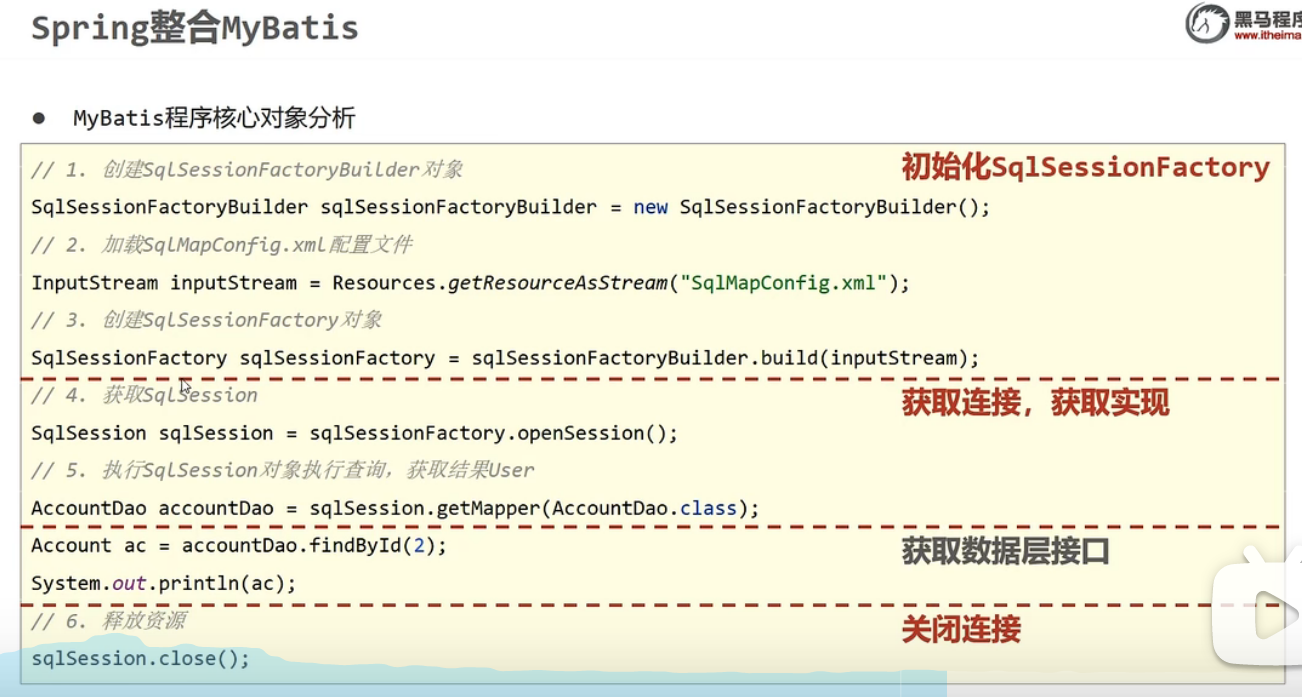 Spring整合MyBatis
黑马程序
www.itheima
● MyBatis程序核心对象分析
// 1. 创建SqlSessionFactoryBuilder对象
初始化SqlSessionFactory
SqlSessionFactoryBuilder sqlSessionFactoryBuilder = new SqlSessionFactoryBuilder();
// 2. 加载SqlMapConfig.xml配置文件
InputStream inputStream = Resources.getResourceAsStream("SqlMapConfig.xml");
// 3. 创建SqlSessionFactory对象
SqlSessionFactory sqlSessionFactory = sqlSessionFactoryBuilder.build(inputStream);
// 4. 获取SqlSession
获取连接，获取实现
SqlSession sqlSession = sqlSessionFactory.openSession();
// 5. 执行SqlSession对象执行查询，获取结果User
AccountDao accountDao = sqlSession.getMapper(AccountDao.class);
Account ac = accountDao.findById(2);
获取数据层接口
System.out.println(ac);
// 6. 释放资源
关闭连接
sqlSession.close();